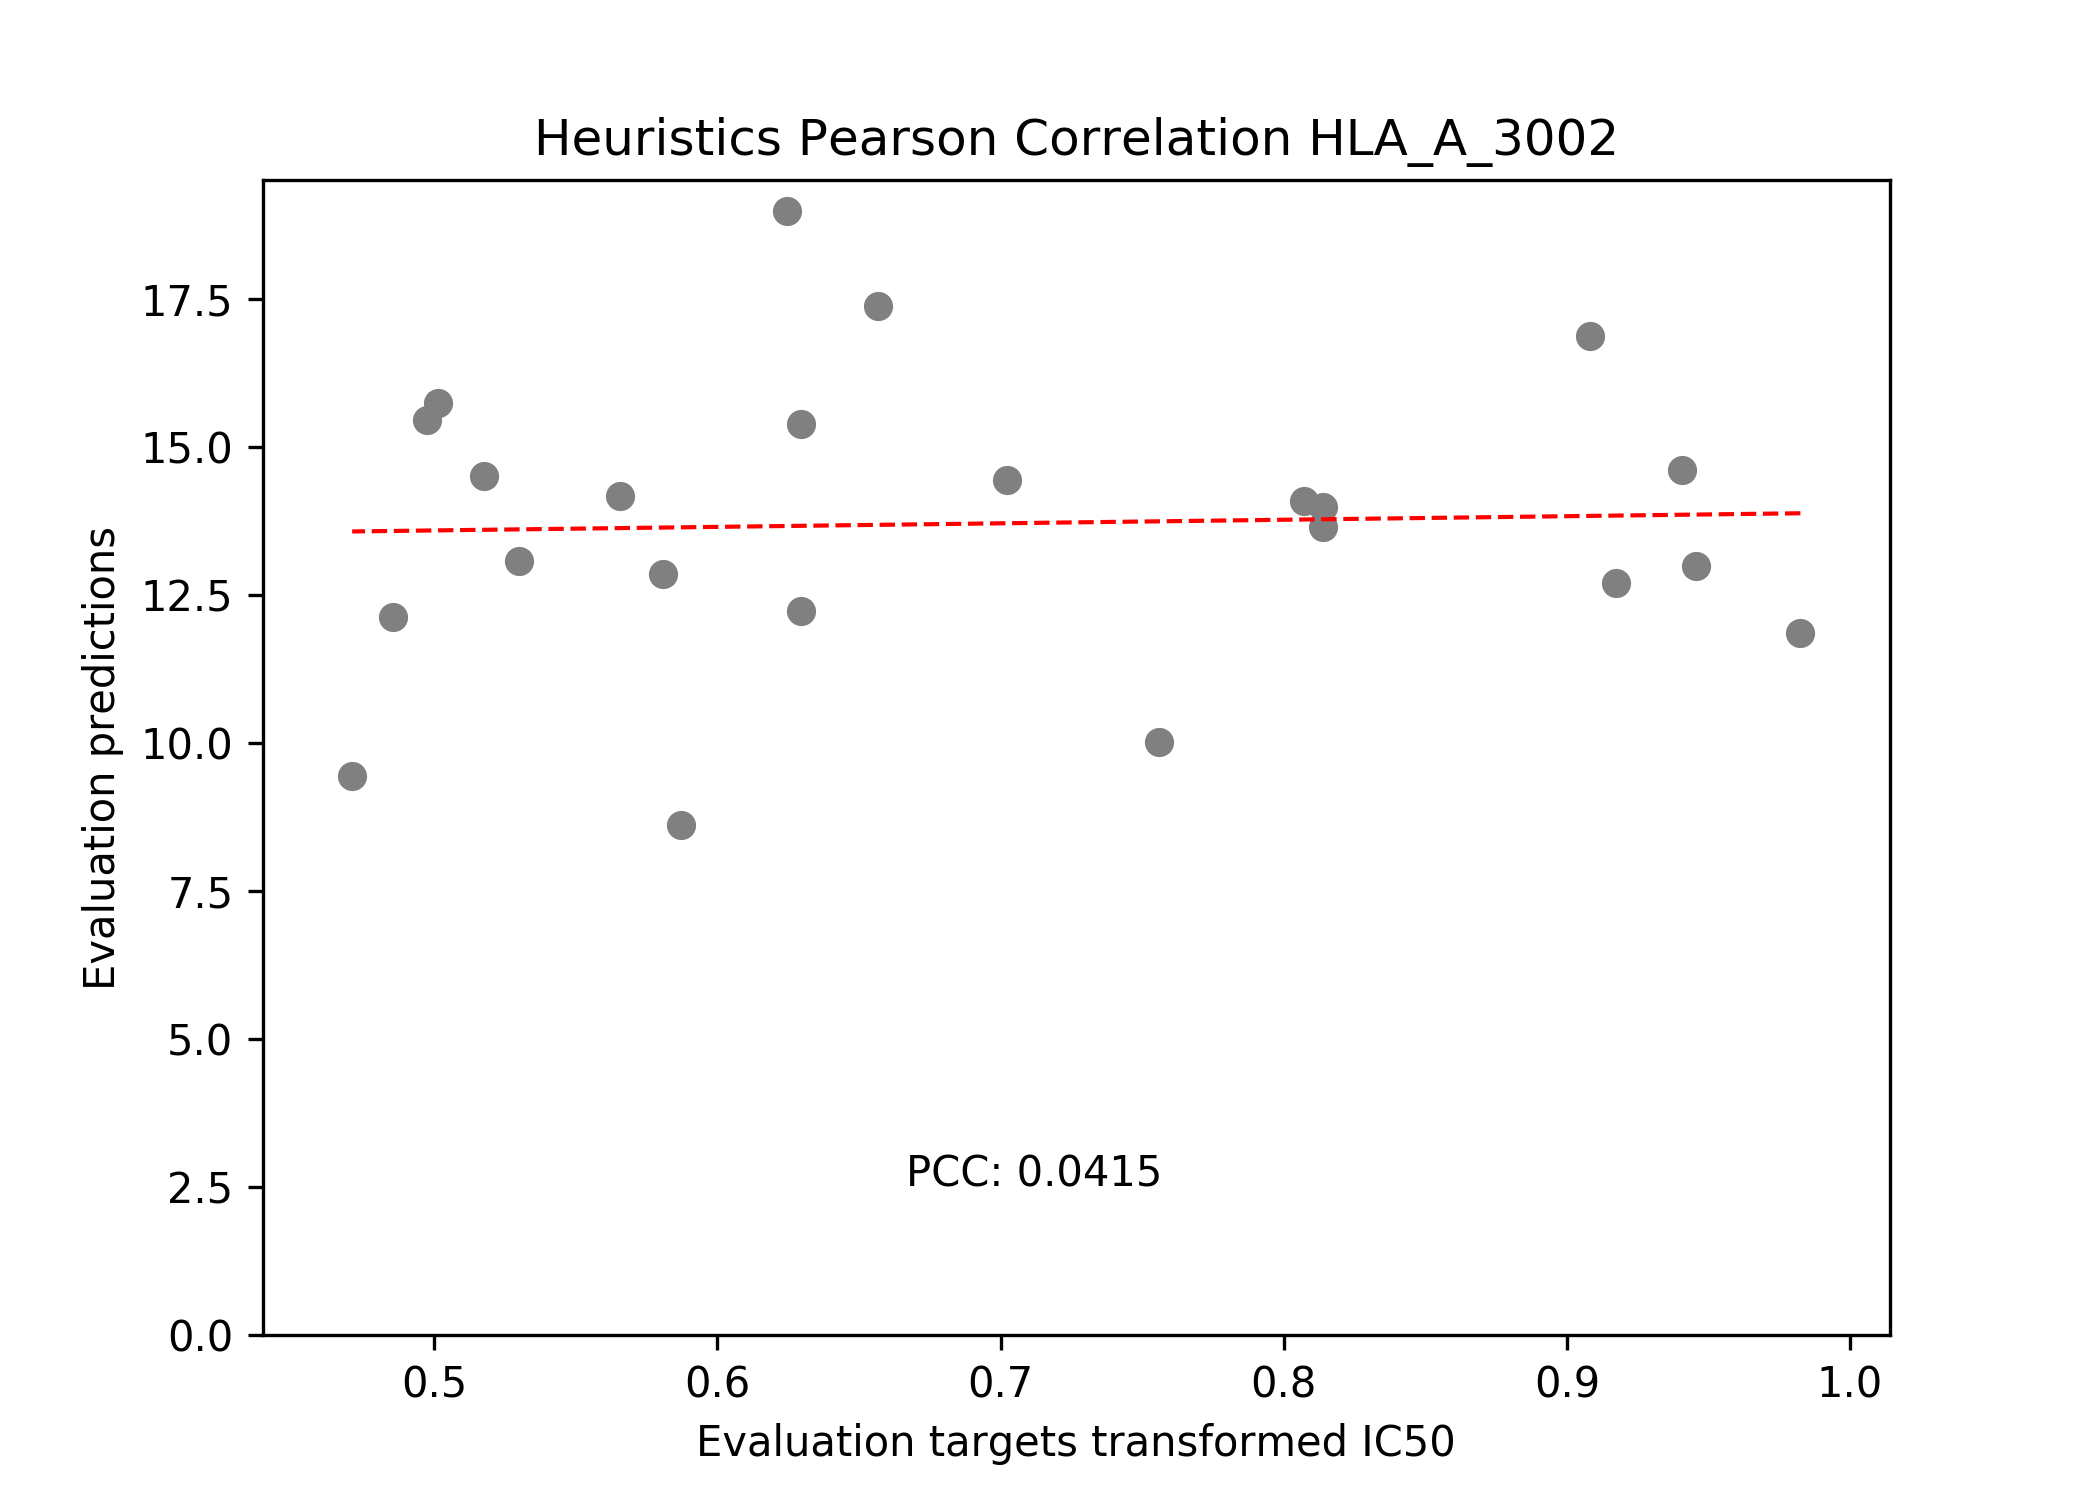 Heuristics Pearson Correlation HLA_A_3002
17.5
15.0
12.5
10.0
7.5
5.0
2.5
0.0
Evaluation predictions
PCC: 0.0415
0.5 0.6 0.7 0.8 0.9 1.0
Evaluation targets transformed IC50